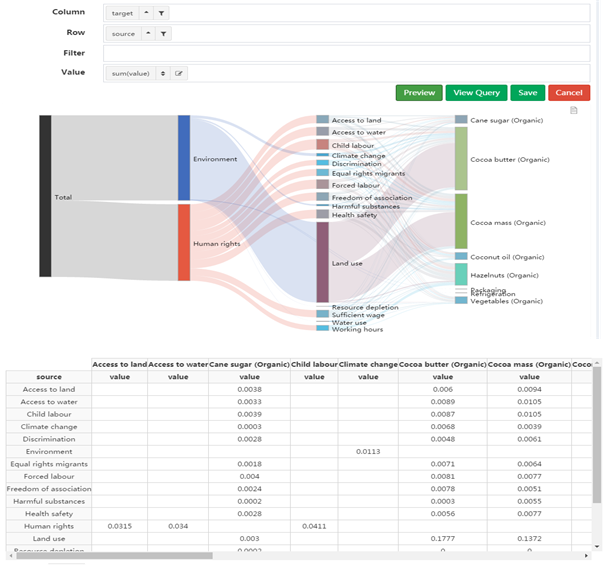 Column target
Row source
Filter
Value sum(value)
Preview View Query Save Cancel
Total
Environment
Human rights
Access to land
Access to water
Child labour
Climate change
Discrimination
Equal rights migrants
Forced labour
Freedom of association
Harmful substances
Health safety
Land use
Resource depletion
Sufficient wage
Water use
Working hours
Cane sugar (Organic)
Cocoa butter (Organic)
Cocoa mass (Organic)
Coconut oil (Organic)
Hazelnuts (Organic)
Packaging
Refrigeration
Vegetables (Organic)
Access to land Access to water Cane sugar (Organic) Child labour Climate change Cocoa butter (Organic) Cocoa mass (Organic) Coco
source value value value value value value value
Access to land 0.0038 0.006 0.0094
Access to water 0.0033 0.0089 0.0105
Child labour 0.0039 0.0087 0.0105
Climate change 0.0003 0.0068 0.0039
Discrimination 0.0028 0.0048 0.0061
Environment 0.0113
Equal rights migrants 0.0018 0.0071 0.0064
Forced labour 0.004 0.0081 0.0077
Freedom of association 0.0024 0.0078 0.0051
Harmful substances 0.0002 0.0003 0.0055
Health safety 0.0028 0.0056 0.0077
Human rights 0.0315 0.034 0.0411
Land use 0.003 0.1777 0.1372
Resource depletion 0.0002 0 0